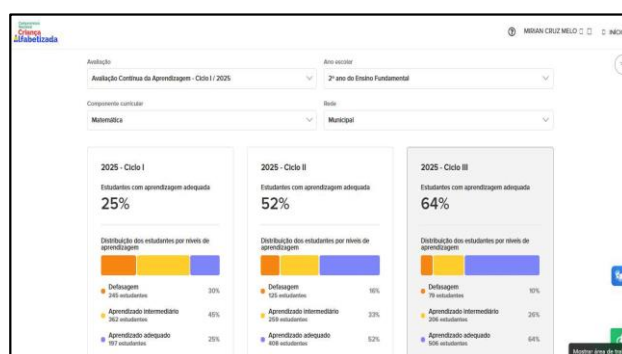 Compromisso
Nacional
Criança
Alfabetizada
MIRIAN CRUZ MELO
INÍCIO
Avaliação
Ano escolar
Avaliação Contínua da Aprendizagem - Ciclo I / 2025
2º ano do Ensino Fundamental
Componente curricular
Rede
Matemática
Municipal
2025 - Ciclo I
Estudantes com aprendizagem adequada
25%
Distribuição dos estudantes por níveis de
aprendizagem
Defasagem 30%
245 estudantes
Aprendizado intermediário 45%
362 estudantes
Aprendizado adequado 25%
197 estudantes
2025 - Ciclo II
Estudantes com aprendizagem adequada
52%
Distribuição dos estudantes por níveis de
aprendizagem
Defasagem 16%
125 estudantes
Aprendizado intermediário 33%
259 estudantes
Aprendizado adequado 52%
408 estudantes
2025 - Ciclo III
Estudantes com aprendizagem adequada
64%
Distribuição dos estudantes por níveis de
aprendizagem
Defasagem 10%
79 estudantes
Aprendizado intermediário 26%
206 estudantes
Aprendizado adequado 64%
506 estudantes
Mostrar área de